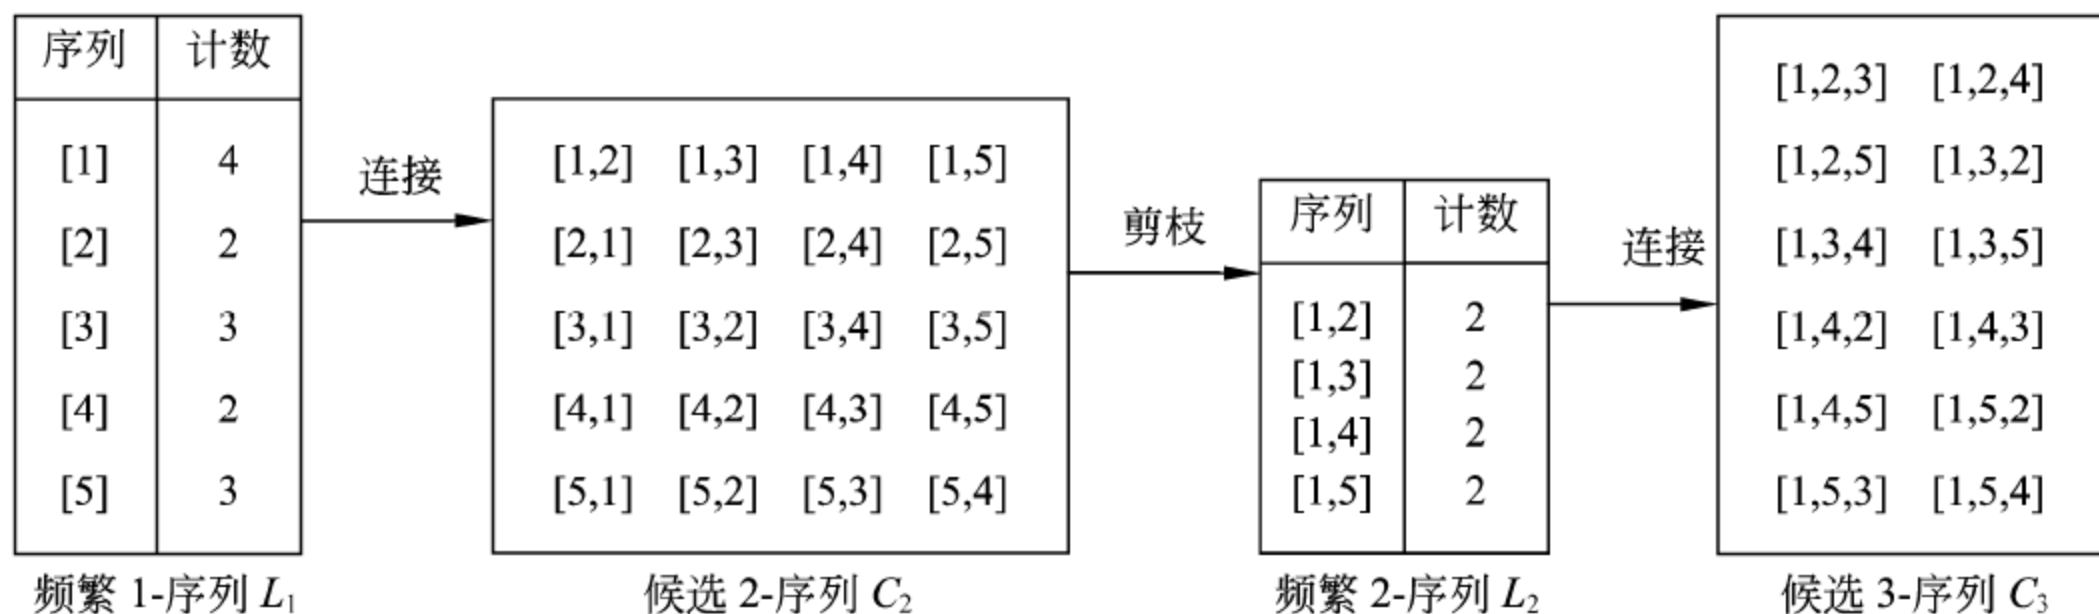 序列 计数
[1] 4
[2] 2
[3] 3
[4] 2
[5] 3
频繁 1-序列 L₁
连接
[1,2] [1,3] [1,4] [1,5]
[2,1] [2,3] [2,4] [2,5]
[3,1] [3,2] [3,4] [3,5]
[4,1] [4,2] [4,3] [4,5]
[5,1] [5,2] [5,3] [5,4]
候选 2-序列 C₂
剪枝
序列 计数
[1,2] 2
[1,3] 2
[1,4] 2
[1,5] 2
频繁 2-序列 L₂
连接
[1,2,3] [1,2,4]
[1,2,5] [1,3,2]
[1,3,4] [1,3,5]
[1,4,2] [1,4,3]
[1,4,5] [1,5,2]
[1,5,3] [1,5,4]
候选 3-序列 C₃